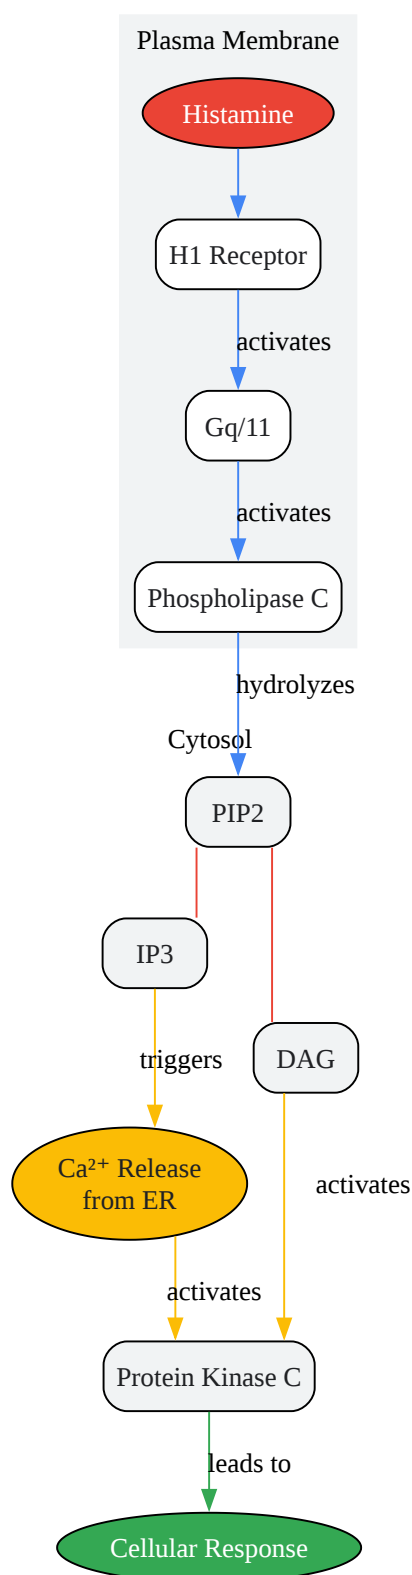 Plasma Membrane
Histamine
H1 Receptor
activates
Gq/11
activates
Phospholipase C
hydrolyzes
Cytosol
PIP2
IP3
triggers
DAG
Ca²⁺ Release
from ER
activates
activates
Protein Kinase C
leads to
Cellular Response